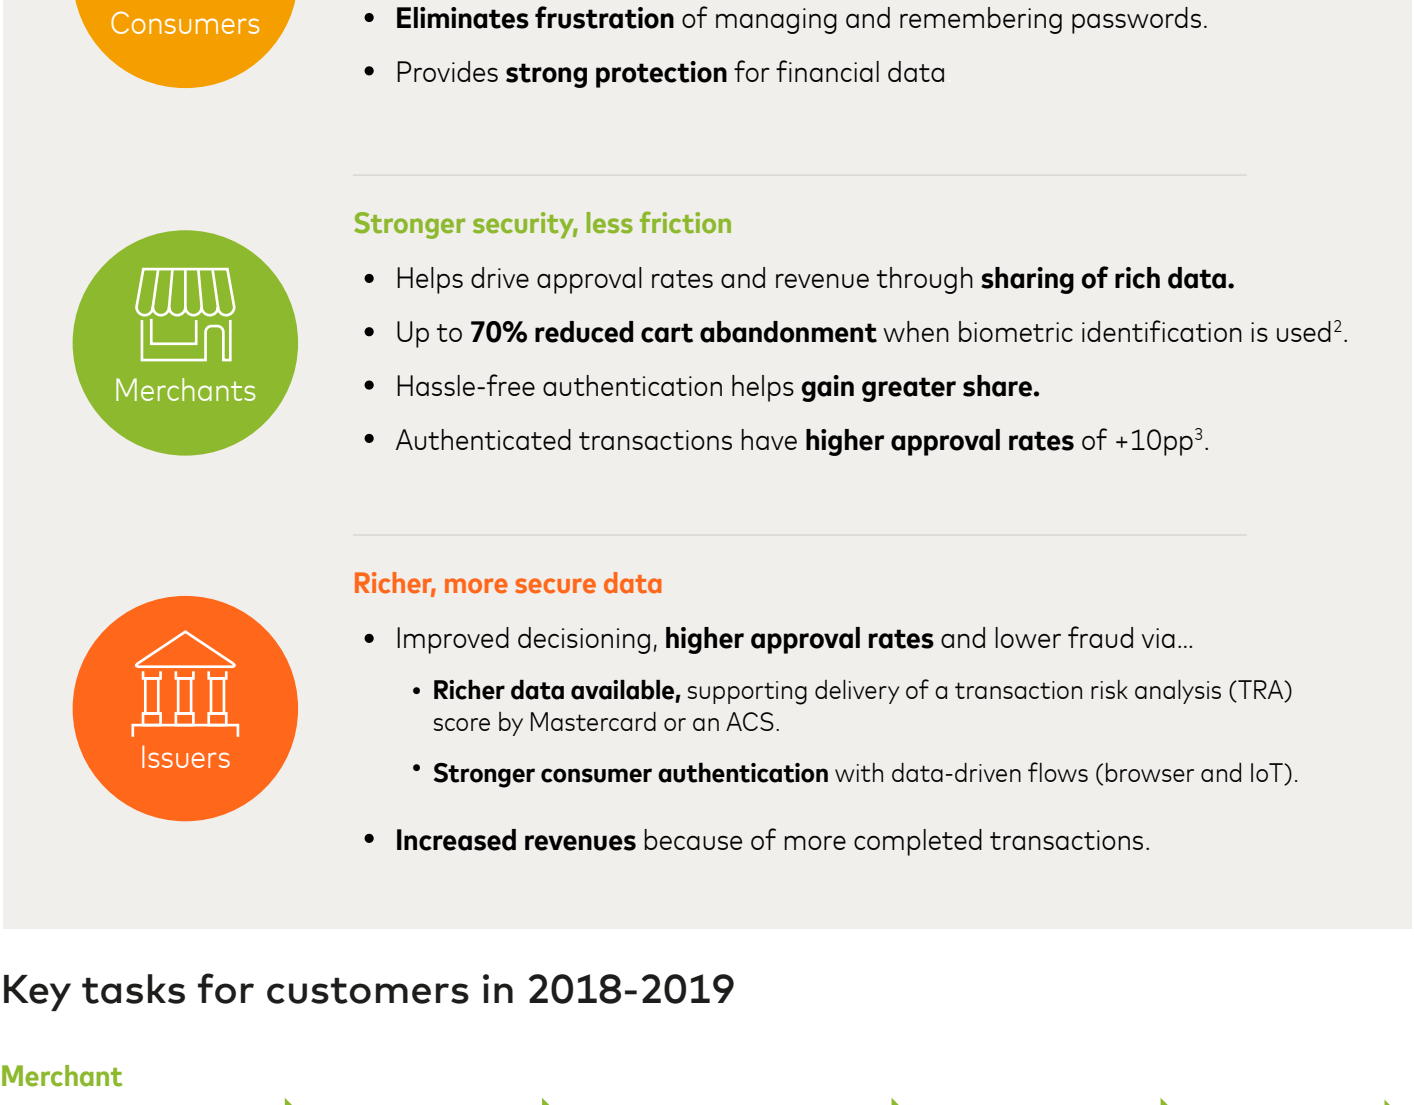 Consumers
• Eliminates frustration of managing and remembering passwords.
• Provides strong protection for financial data
Stronger security, less friction
Merchants
• Helps drive approval rates and revenue through sharing of rich data.
• Up to 70% reduced cart abandonment when biometric identification is used².
• Hassle-free authentication helps gain greater share.
• Authenticated transactions have higher approval rates of +10pp³.
Richer, more secure data
Issuers
• Improved decisioning, higher approval rates and lower fraud via...
• Richer data available, supporting delivery of a transaction risk analysis (TRA)
score by Mastercard or an ACS.
• Stronger consumer authentication with data-driven flows (browser and IoT).
• Increased revenues because of more completed transactions.
Key tasks for customers in 2018-2019
Merchant